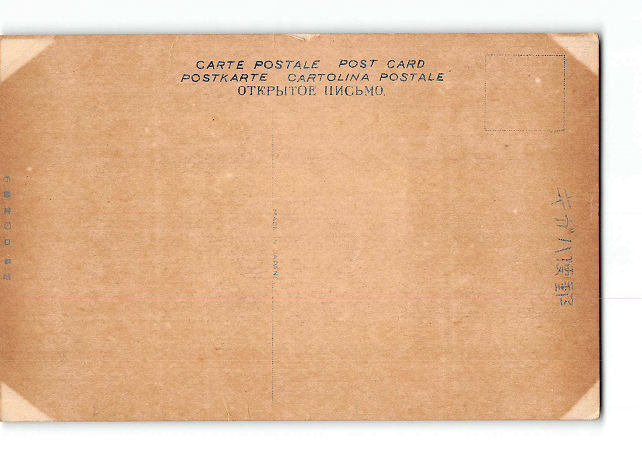 CARTE POSTALE POST CARD
POSTKARTE CARTOLINA POSTALE
ОТКРЫТОЕ ПИСЬМО.
MADE IN JAPAN